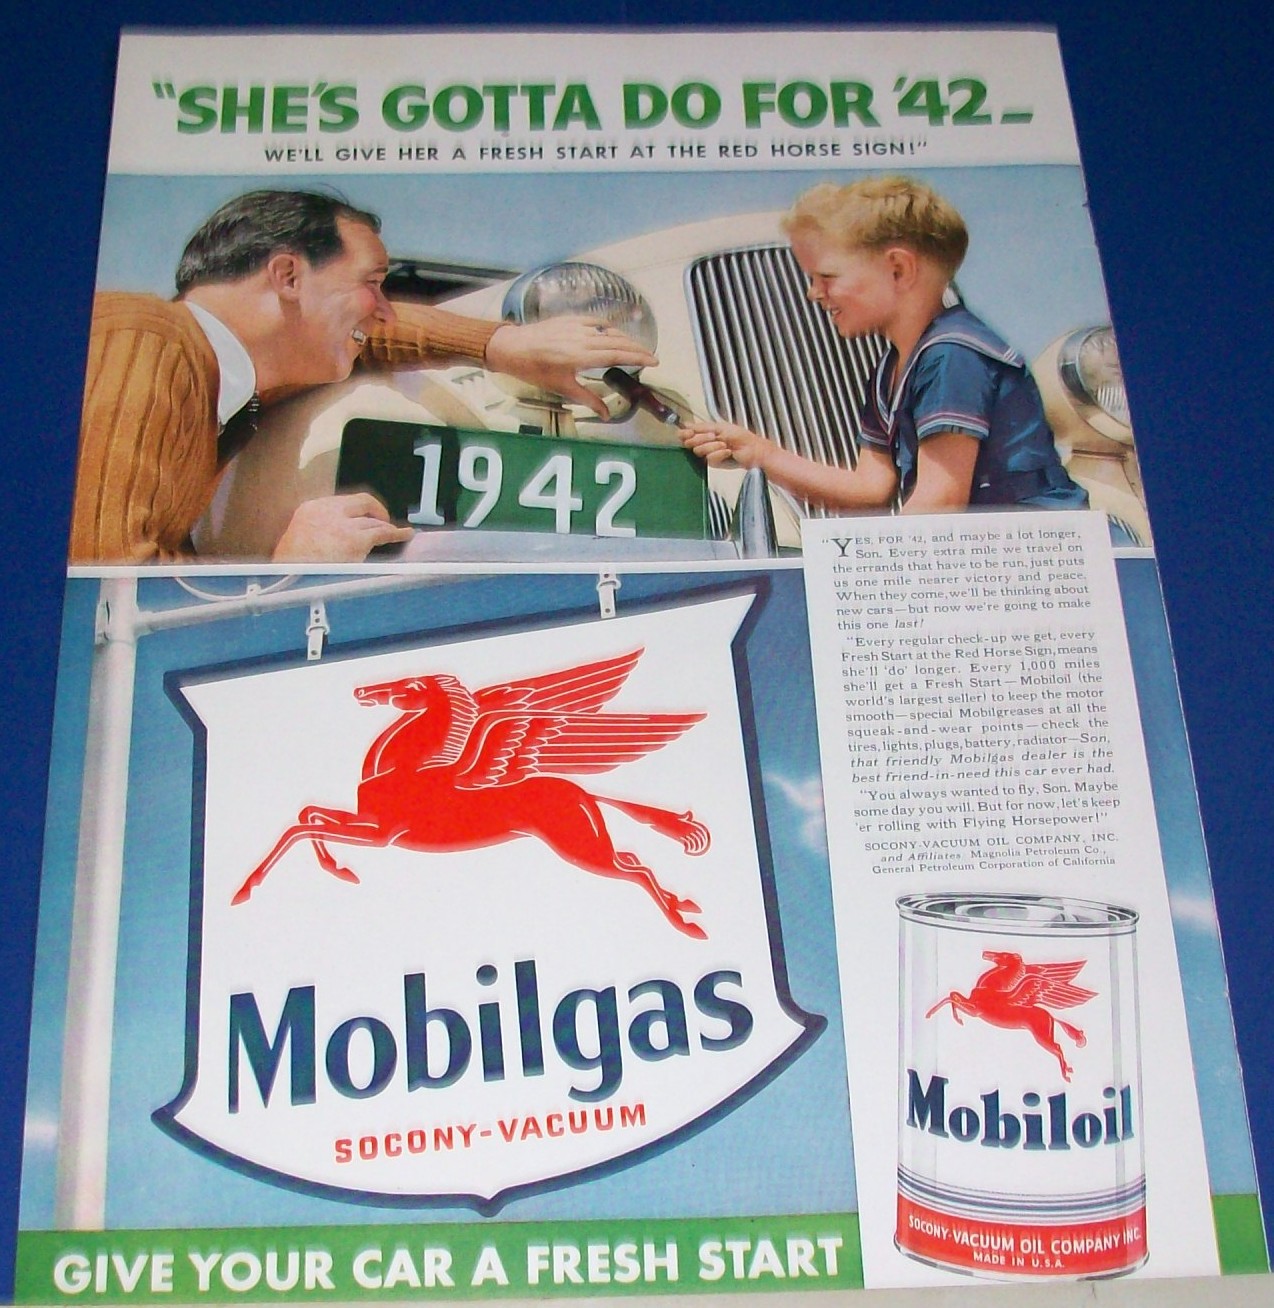 "SHE'S GOTTA DO FOR '42—
WE'LL GIVE HER A FRESH START AT THE RED HORSE SIGN!"
1942
"YES, FOR '42, and maybe a lot longer,
Son. Every extra mile we travel on
the errands that have to be run, just puts
us one mile nearer victory and peace.
When they come, we'll be thinking about
new cars—but now we're going to make
this one last!
"Every regular check-up we get, every
Fresh Start at the Red Horse Sign, means
she'll 'do' longer. Every 1,000 miles
she'll get a Fresh Start—Mobiloil (the
world's largest seller) to keep the motor
smooth—special Mobilgreases at all the
squeak-and-wear points—check the
tires, lights, plugs, battery, radiator—Son,
that friendly Mobilgas dealer is the
best friend-in-need this car ever had.
"You always wanted to fly, Son. Maybe
some day you will. But for now, let's keep
'er rolling with Flying Horsepower!"
SOCONY-VACUUM OIL COMPANY, INC.
and Affiliates Magnolia Petroleum Co.,
General Petroleum Corporation of California
Mobilgas
SOCONY-VACUUM
Mobiloil
SOCONY-VACUUM OIL COMPANY INC.
MADE IN U.S.A.
GIVE YOUR CAR A FRESH START